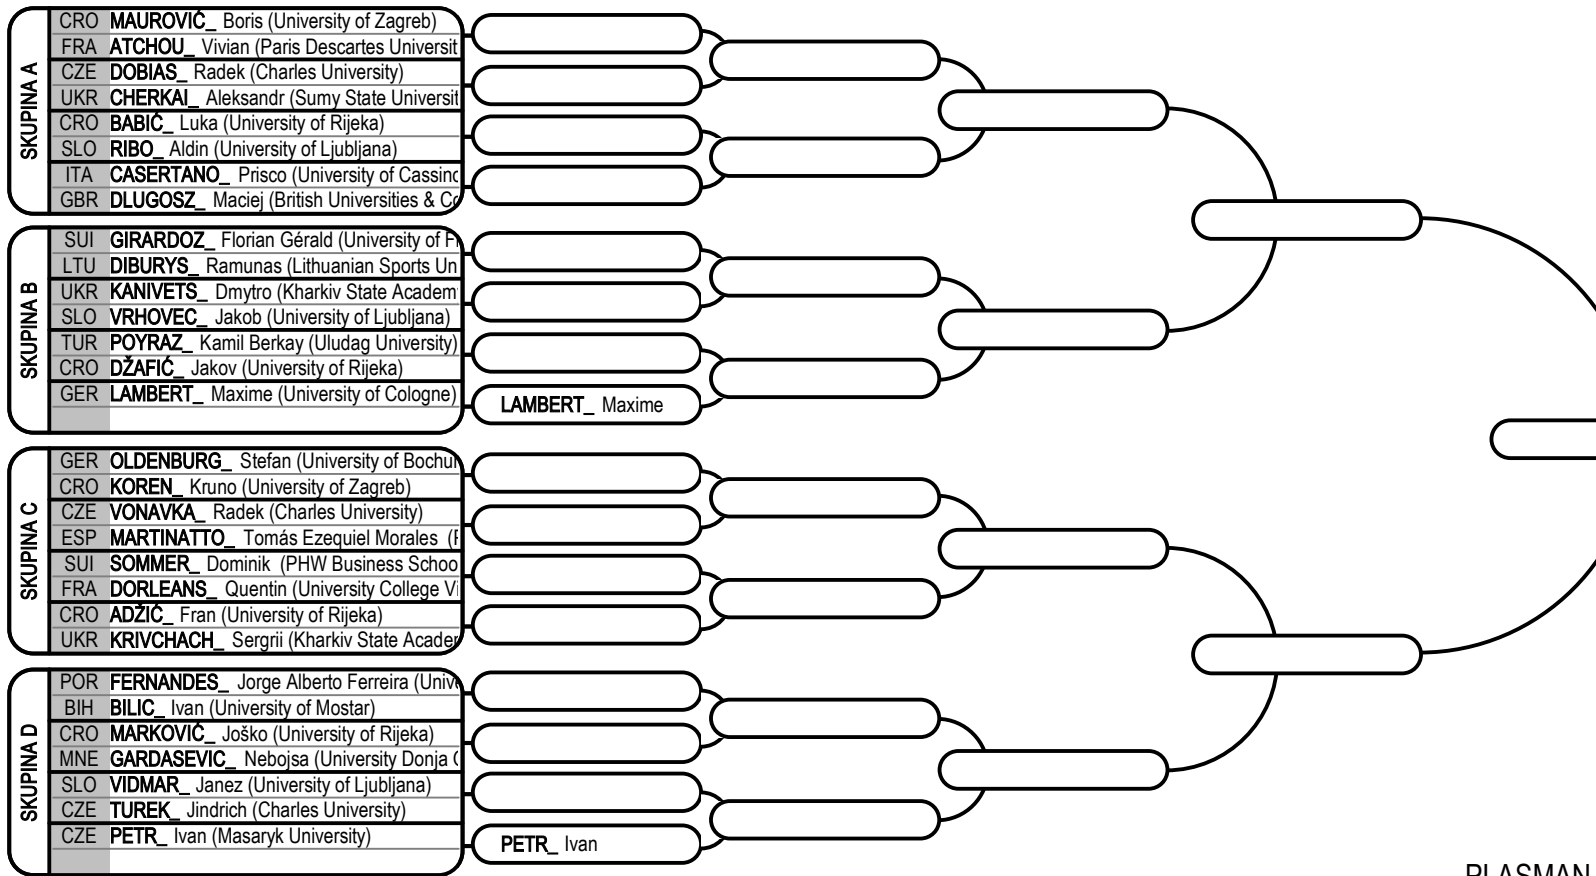 SKUPINA A
CRO MAUROVIĆ_ Boris (University of Zagreb)
FRA ATCHOU_ Vivian (Paris Descartes Universit
CZE DOBIAS_ Radek (Charles University)
UKR CHERKAI_ Aleksandr (Sumy State Universit
CRO BABIĆ_ Luka (University of Rijeka)
SLO RIBO_ Aldin (University of Ljubljana)
ITA CASERTANO_ Prisco (University of Cassino
GBR DLUGOSZ_ Maciej (British Universities & Co
SKUPINA B
SUI GIRARDOZ_ Florian Gérald (University of Fr
LTU DIBURYS_ Ramunas (Lithuanian Sports Un
UKR KANIVETS_ Dmytro (Kharkiv State Academ
SLO VRHOVEC_ Jakob (University of Ljubljana)
TUR POYRAZ_ Kamil Berkay (Uludag University)
CRO DŽAFIĆ_ Jakov (University of Rijeka)
GER LAMBERT_ Maxime (University of Cologne)
LAMBERT_ Maxime
SKUPINA C
GER OLDENBURG_ Stefan (University of Bochum
CRO KOREN_ Kruno (University of Zagreb)
CZE VONAVKA_ Radek (Charles University)
ESP MARTINATTO_ Tomás Ezequiel Morales (F
SUI SOMMER_ Dominik (PHW Business Schoo
FRA DORLEANS_ Quentin (University College Vi
CRO ADŽIĆ_ Fran (University of Rijeka)
UKR KRIVCHACH_ Sergrii (Kharkiv State Acader
SKUPINA D
POR FERNANDES_ Jorge Alberto Ferreira (Unive
BIH BILIC_ Ivan (University of Mostar)
CRO MARKOVIĆ_ Joško (University of Rijeka)
MNE GARDASEVIC_ Nebojsa (University Donja G
SLO VIDMAR_ Janez (University of Ljubljana)
CZE TUREK_ Jindrich (Charles University)
CZE PETR_ Ivan (Masaryk University)
PETR_ Ivan
PLASMAN